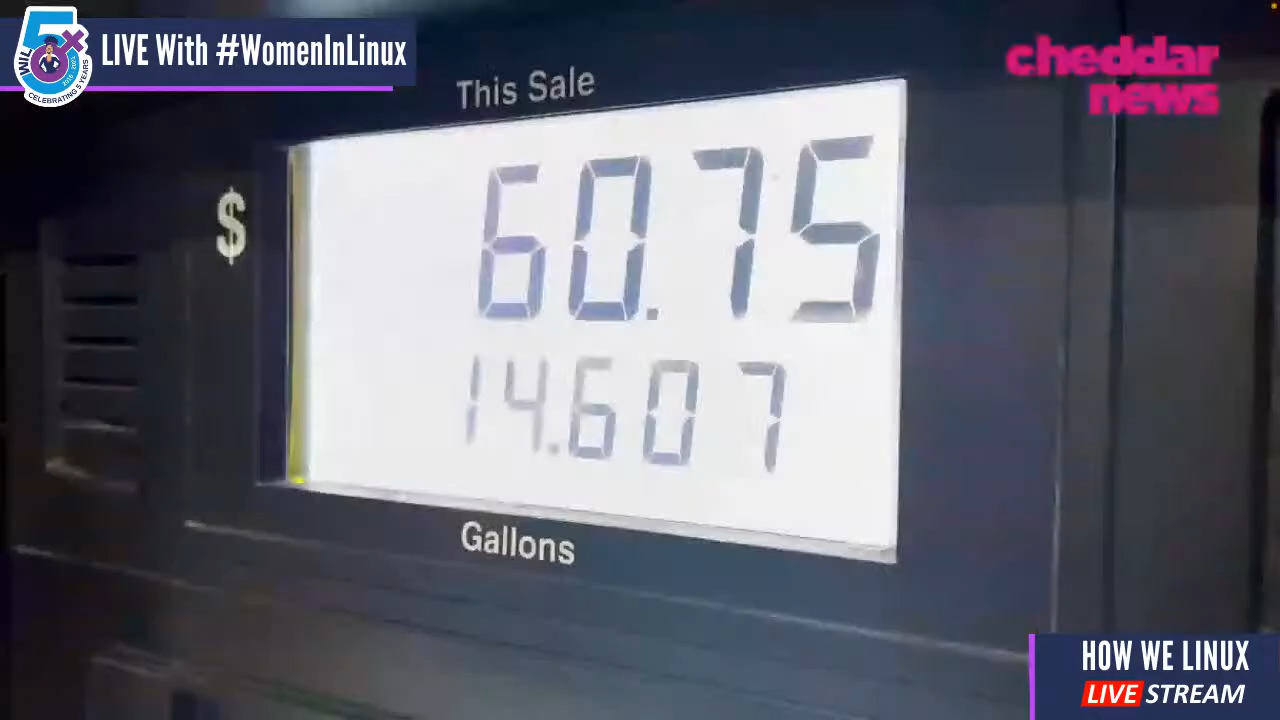 LIVE With #WomenInLinux
5x
WIL
CELEBRATING 5 YEARS
cheddar
news
This Sale
$
60.75
14.607
Gallons
HOW WE LINUX
LIVE STREAM